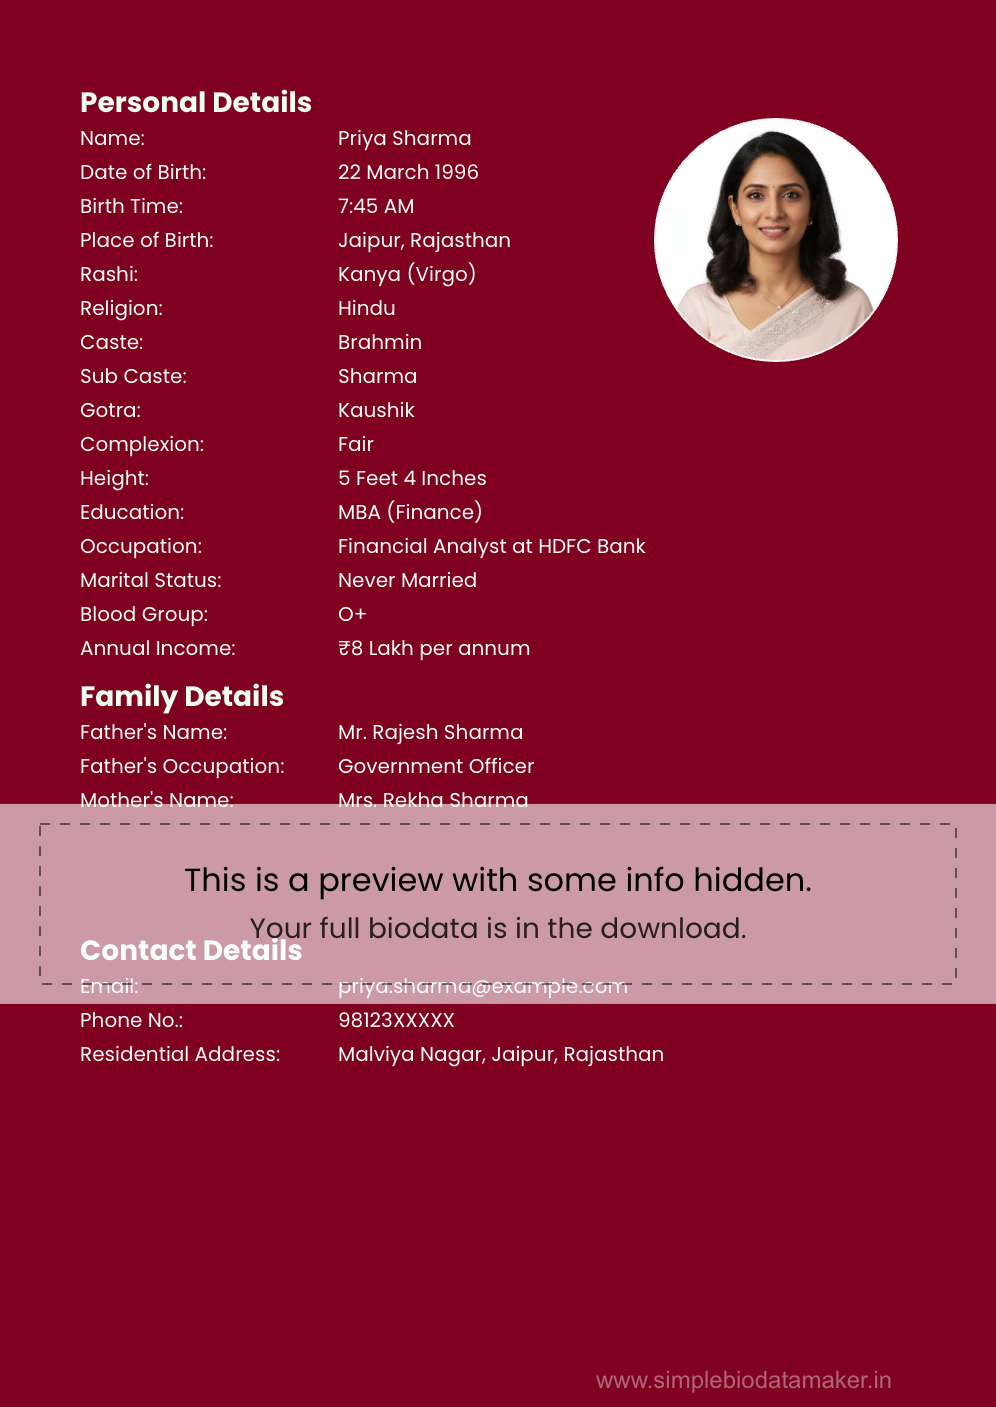 Personal Details
Name: Priya Sharma
Date of Birth: 22 March 1996
Birth Time: 7:45 AM
Place of Birth: Jaipur, Rajasthan
Rashi: Kanya (Virgo)
Religion: Hindu
Caste: Brahmin
Sub Caste: Sharma
Gotra: Kaushik
Complexion: Fair
Height: 5 Feet 4 Inches
Education: MBA (Finance)
Occupation: Financial Analyst at HDFC Bank
Marital Status: Never Married
Blood Group: O+
Annual Income: ₹8 Lakh per annum
Family Details
Father's Name: Mr. Rajesh Sharma
Father's Occupation: Government Officer
Mother's Name: Mrs. Rekha Sharma
This is a preview with some info hidden.
Your full biodata is in the download.
Contact Details
Email: priya.sharma@example.com
Phone No.: 98123XXXXX
Residential Address: Malviya Nagar, Jaipur, Rajasthan
www.simplebiodatamaker.in